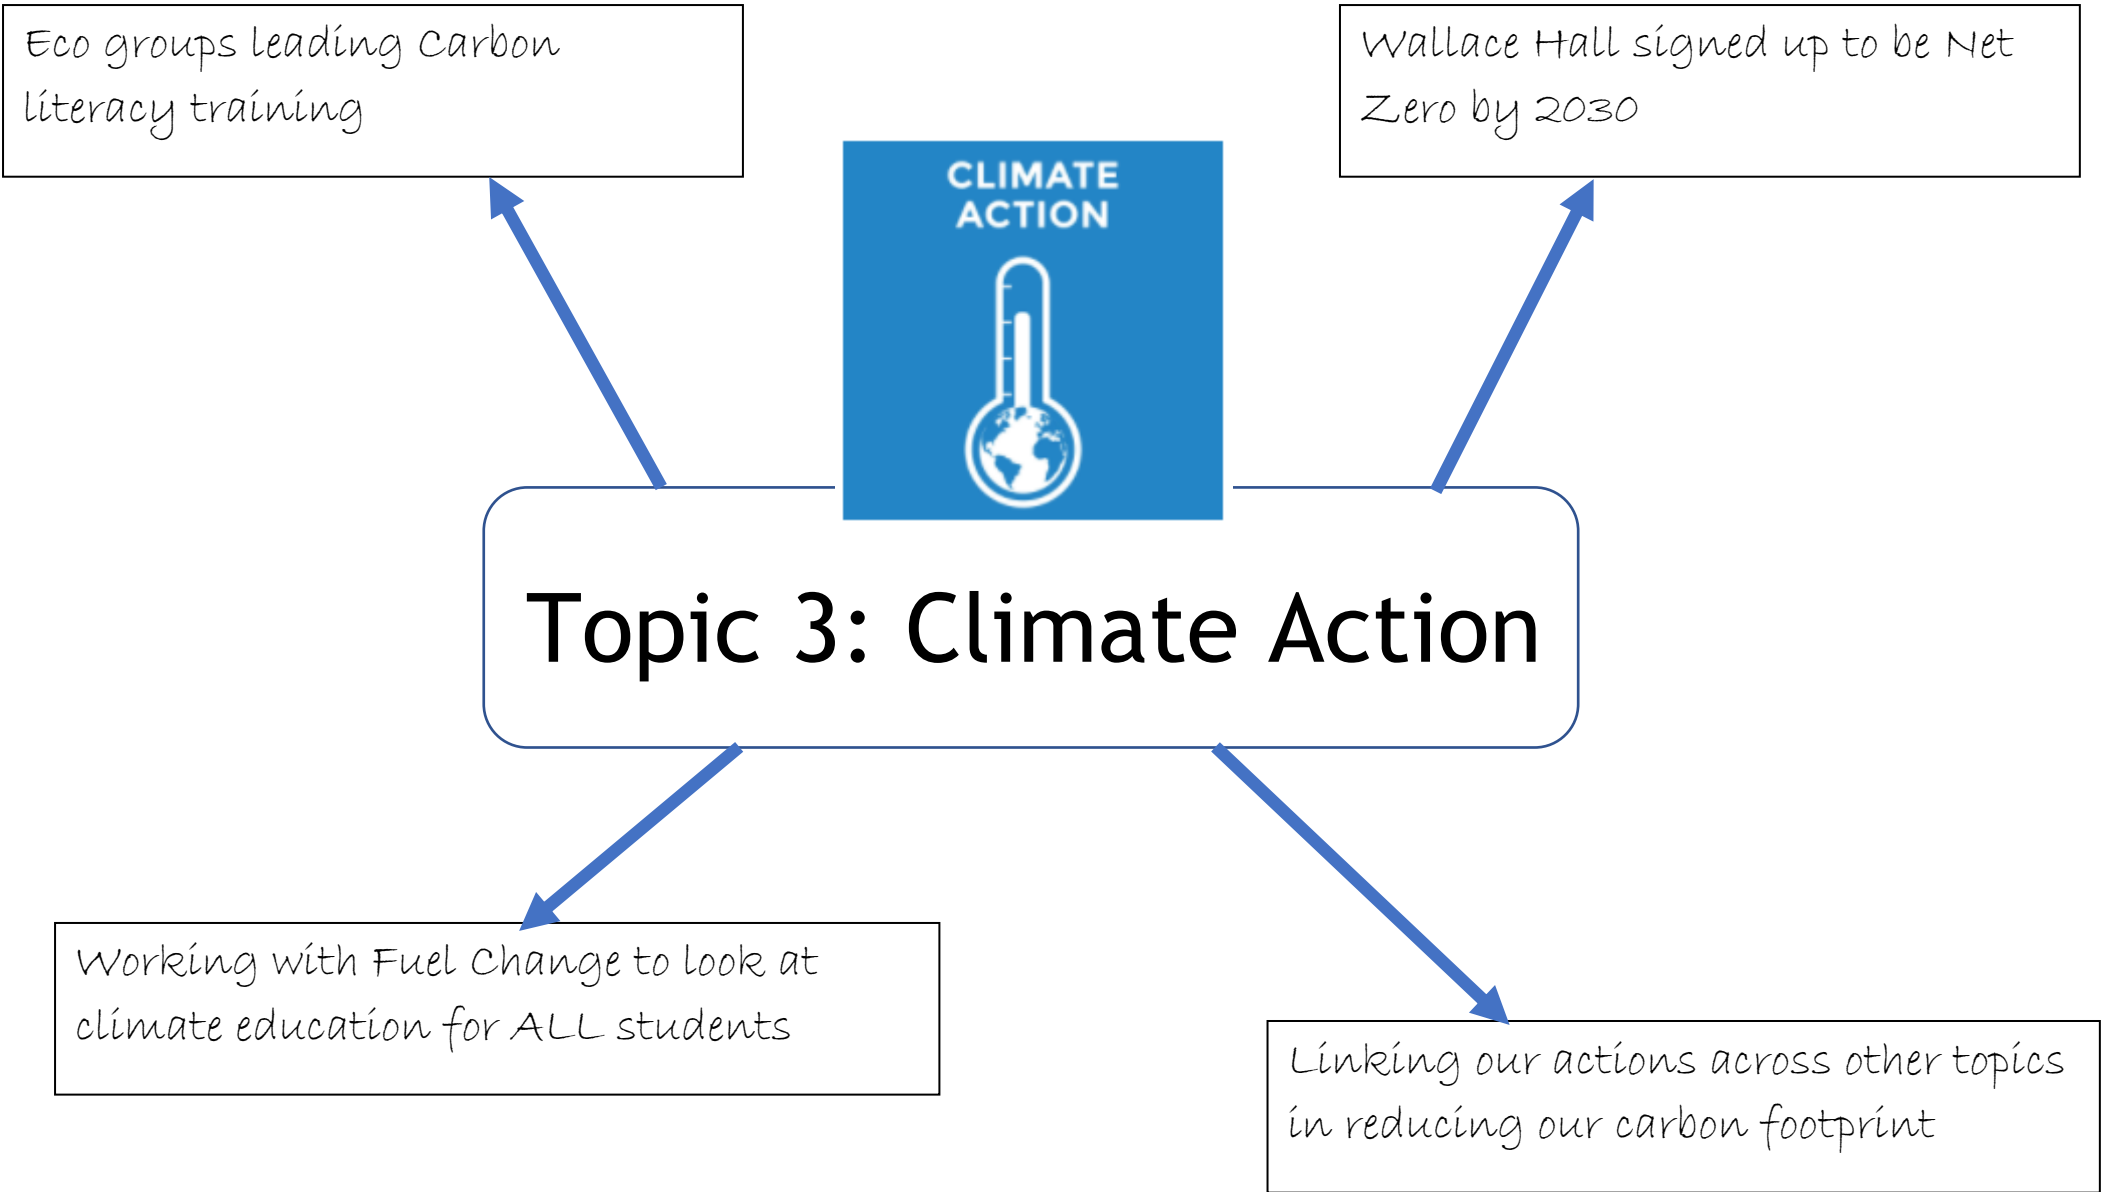 Eco groups leading Carbon
literacy training
Wallace Hall signed up to be Net
Zero by 2030
CLIMATE
ACTION
Topic 3: Climate Action
Working with Fuel Change to look at
climate education for ALL students
Linking our actions across other topics
in reducing our carbon footprint